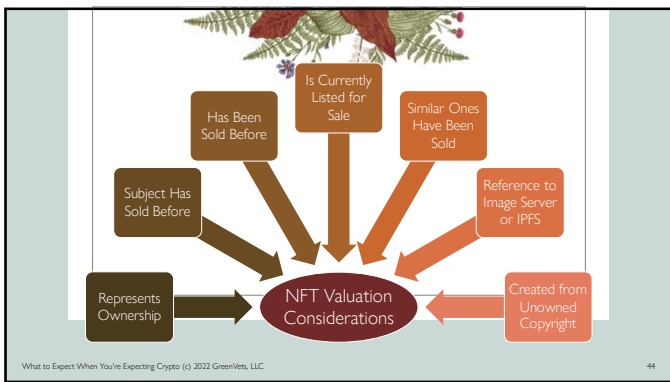 Is Currently
Listed for
Sale
Has Been
Sold Before
Similar Ones
Have Been
Sold
Subject Has
Sold Before
Reference to
Image Server
or IPFS
Represents
Ownership
NFT Valuation
Considerations
Created from
Unowned
Copyright
What to Expect When You're Expecting Crypto (c) 2022 GreenVets, LLC
44